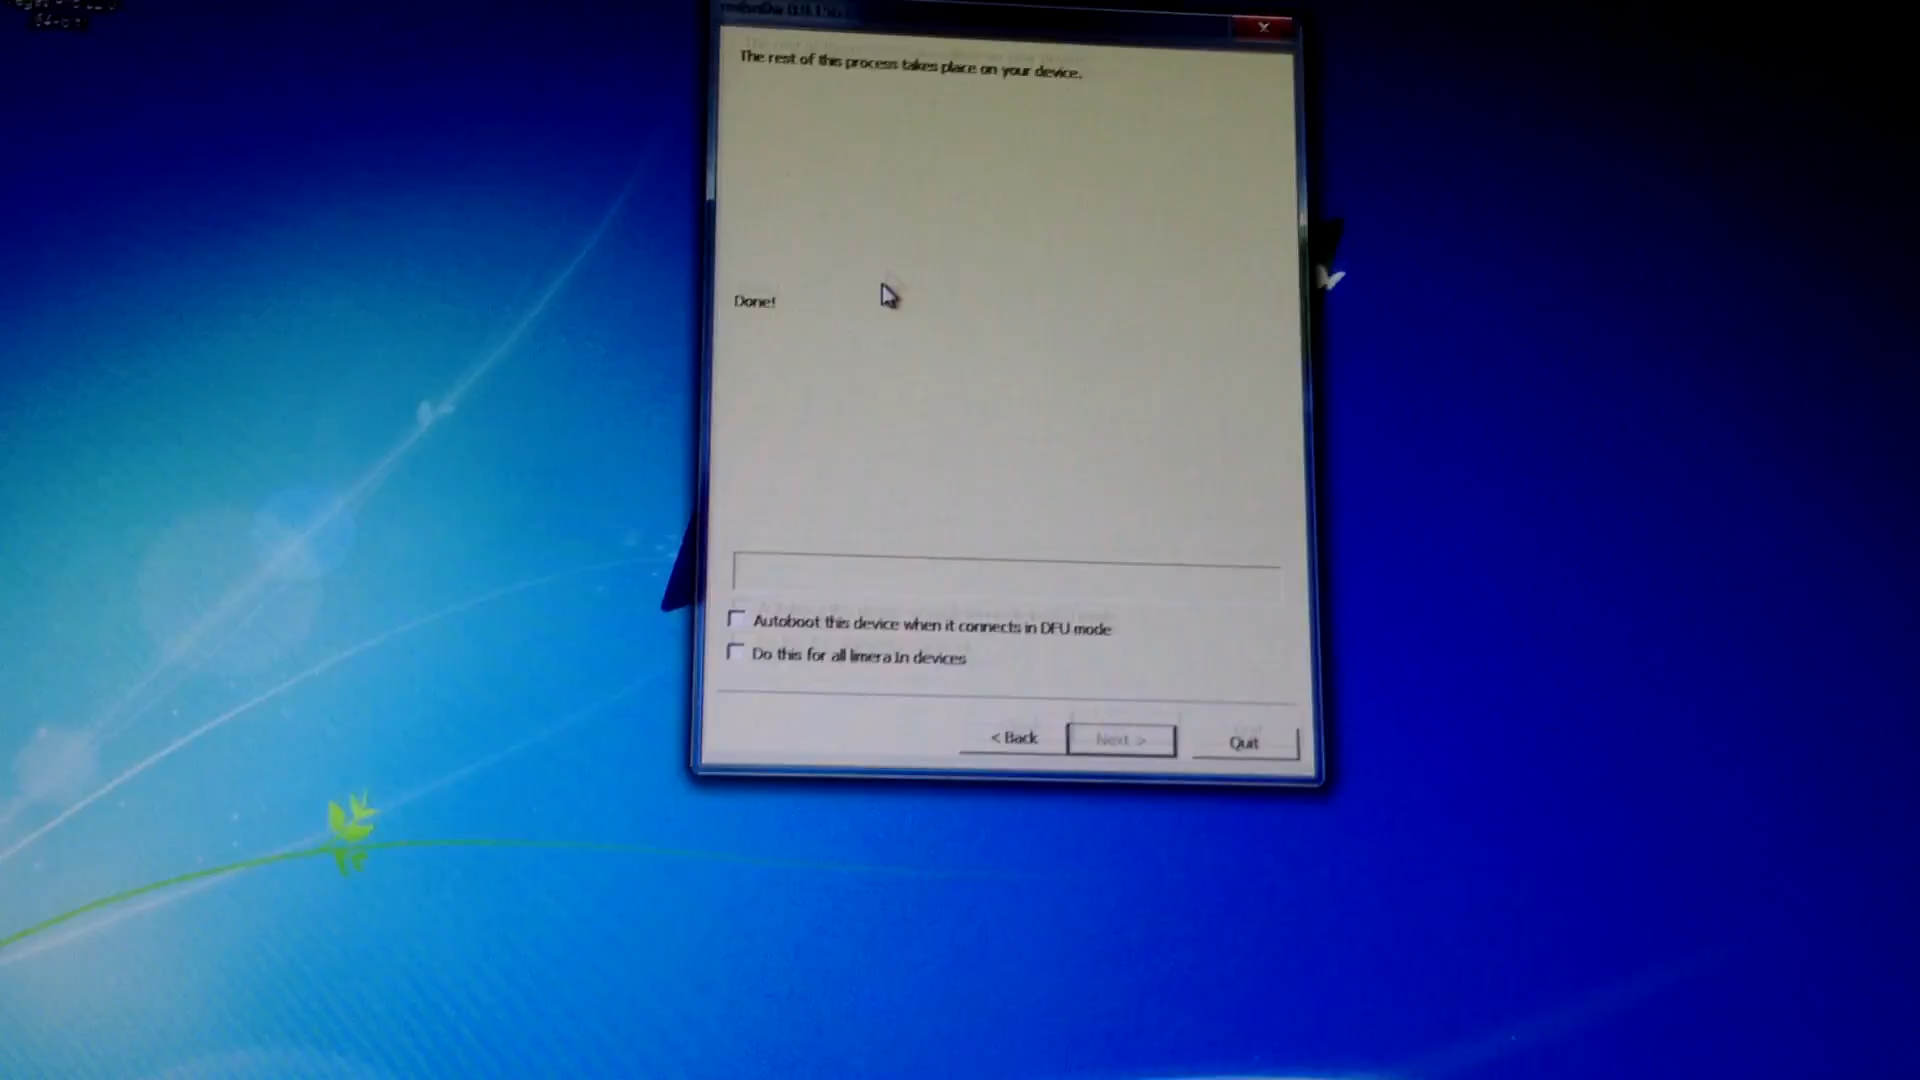 The rest of this process takes place on your device.
Done!
Autoboot this device when it connects in DFU mode
Do this for all limera1n devices
< Back
Next >
Quit